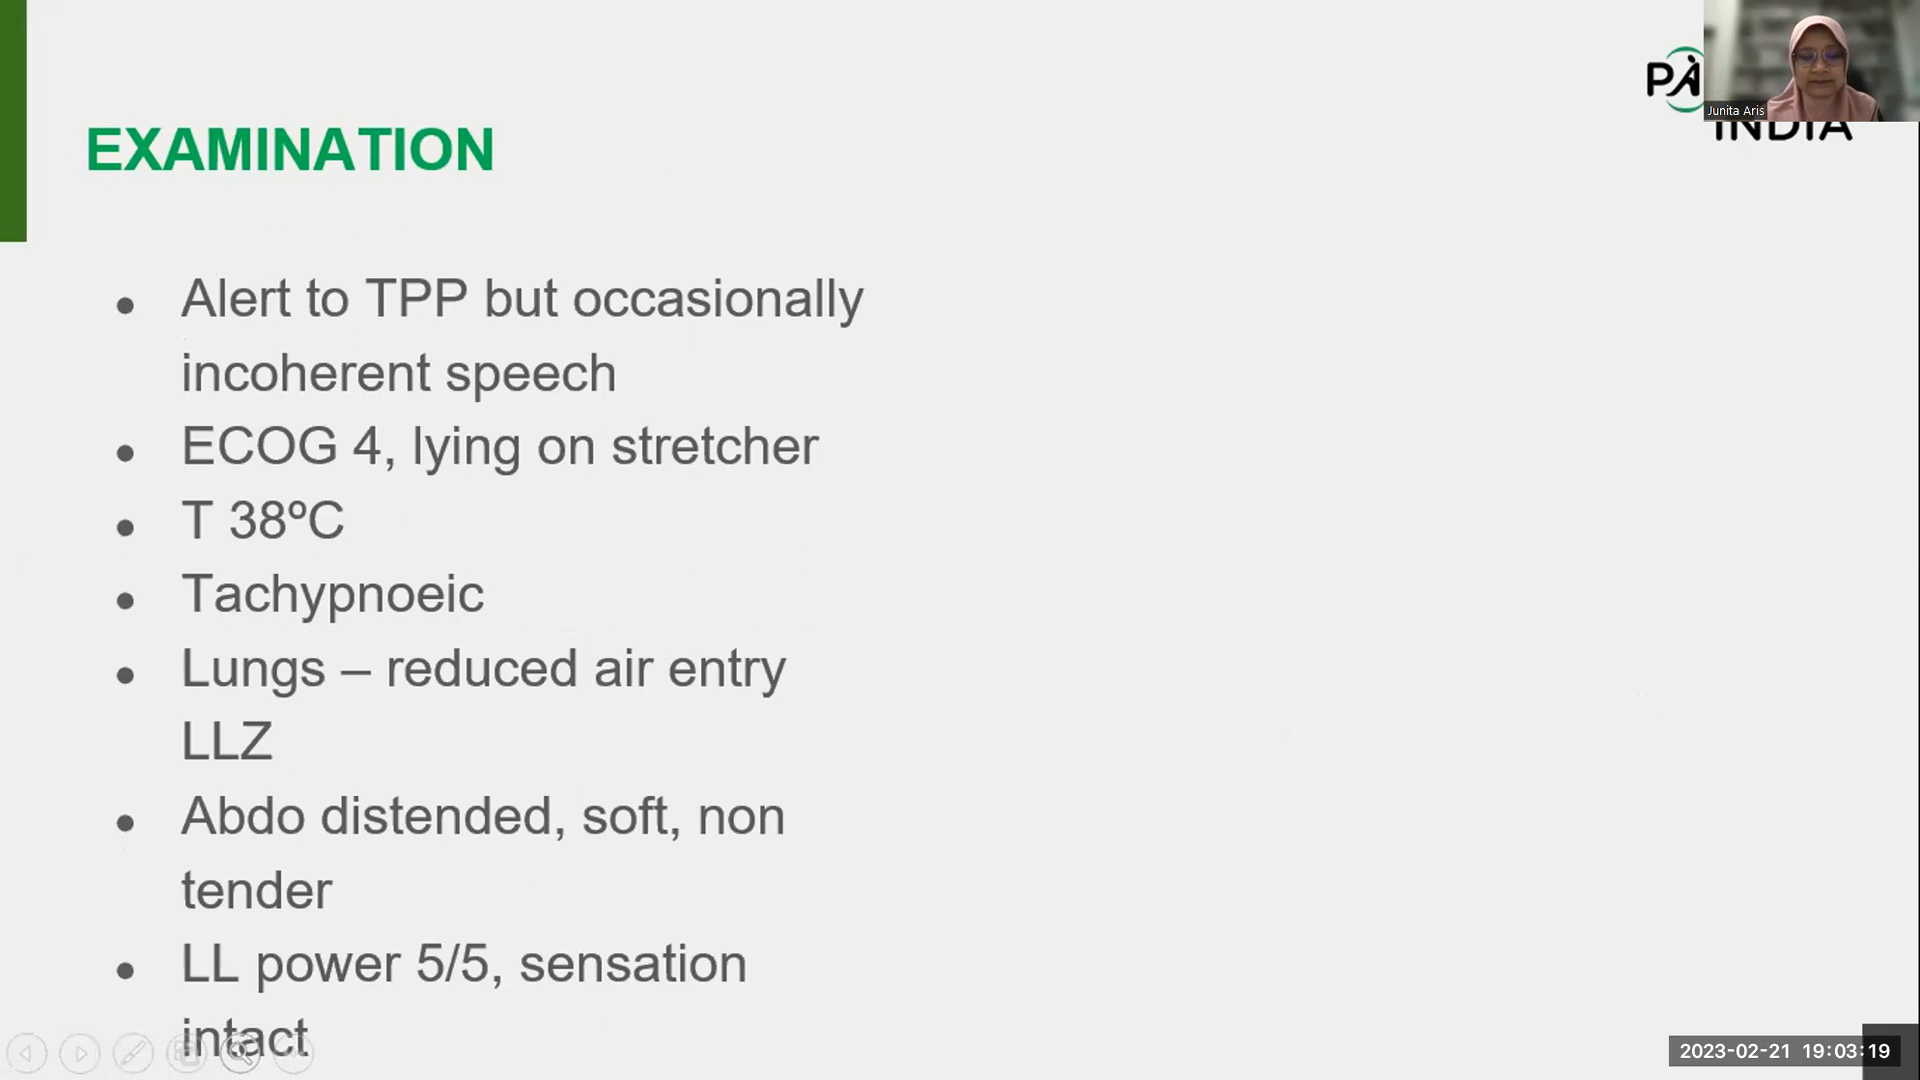 PA
INDIA
Junita Aris
EXAMINATION
Alert to TPP but occasionally
incoherent speech
ECOG 4, lying on stretcher
T 38ºC
Tachypnoeic
Lungs – reduced air entry
LLZ
Abdo distended, soft, non
tender
LL power 5/5, sensation
intact
2023-02-21 19:03:19